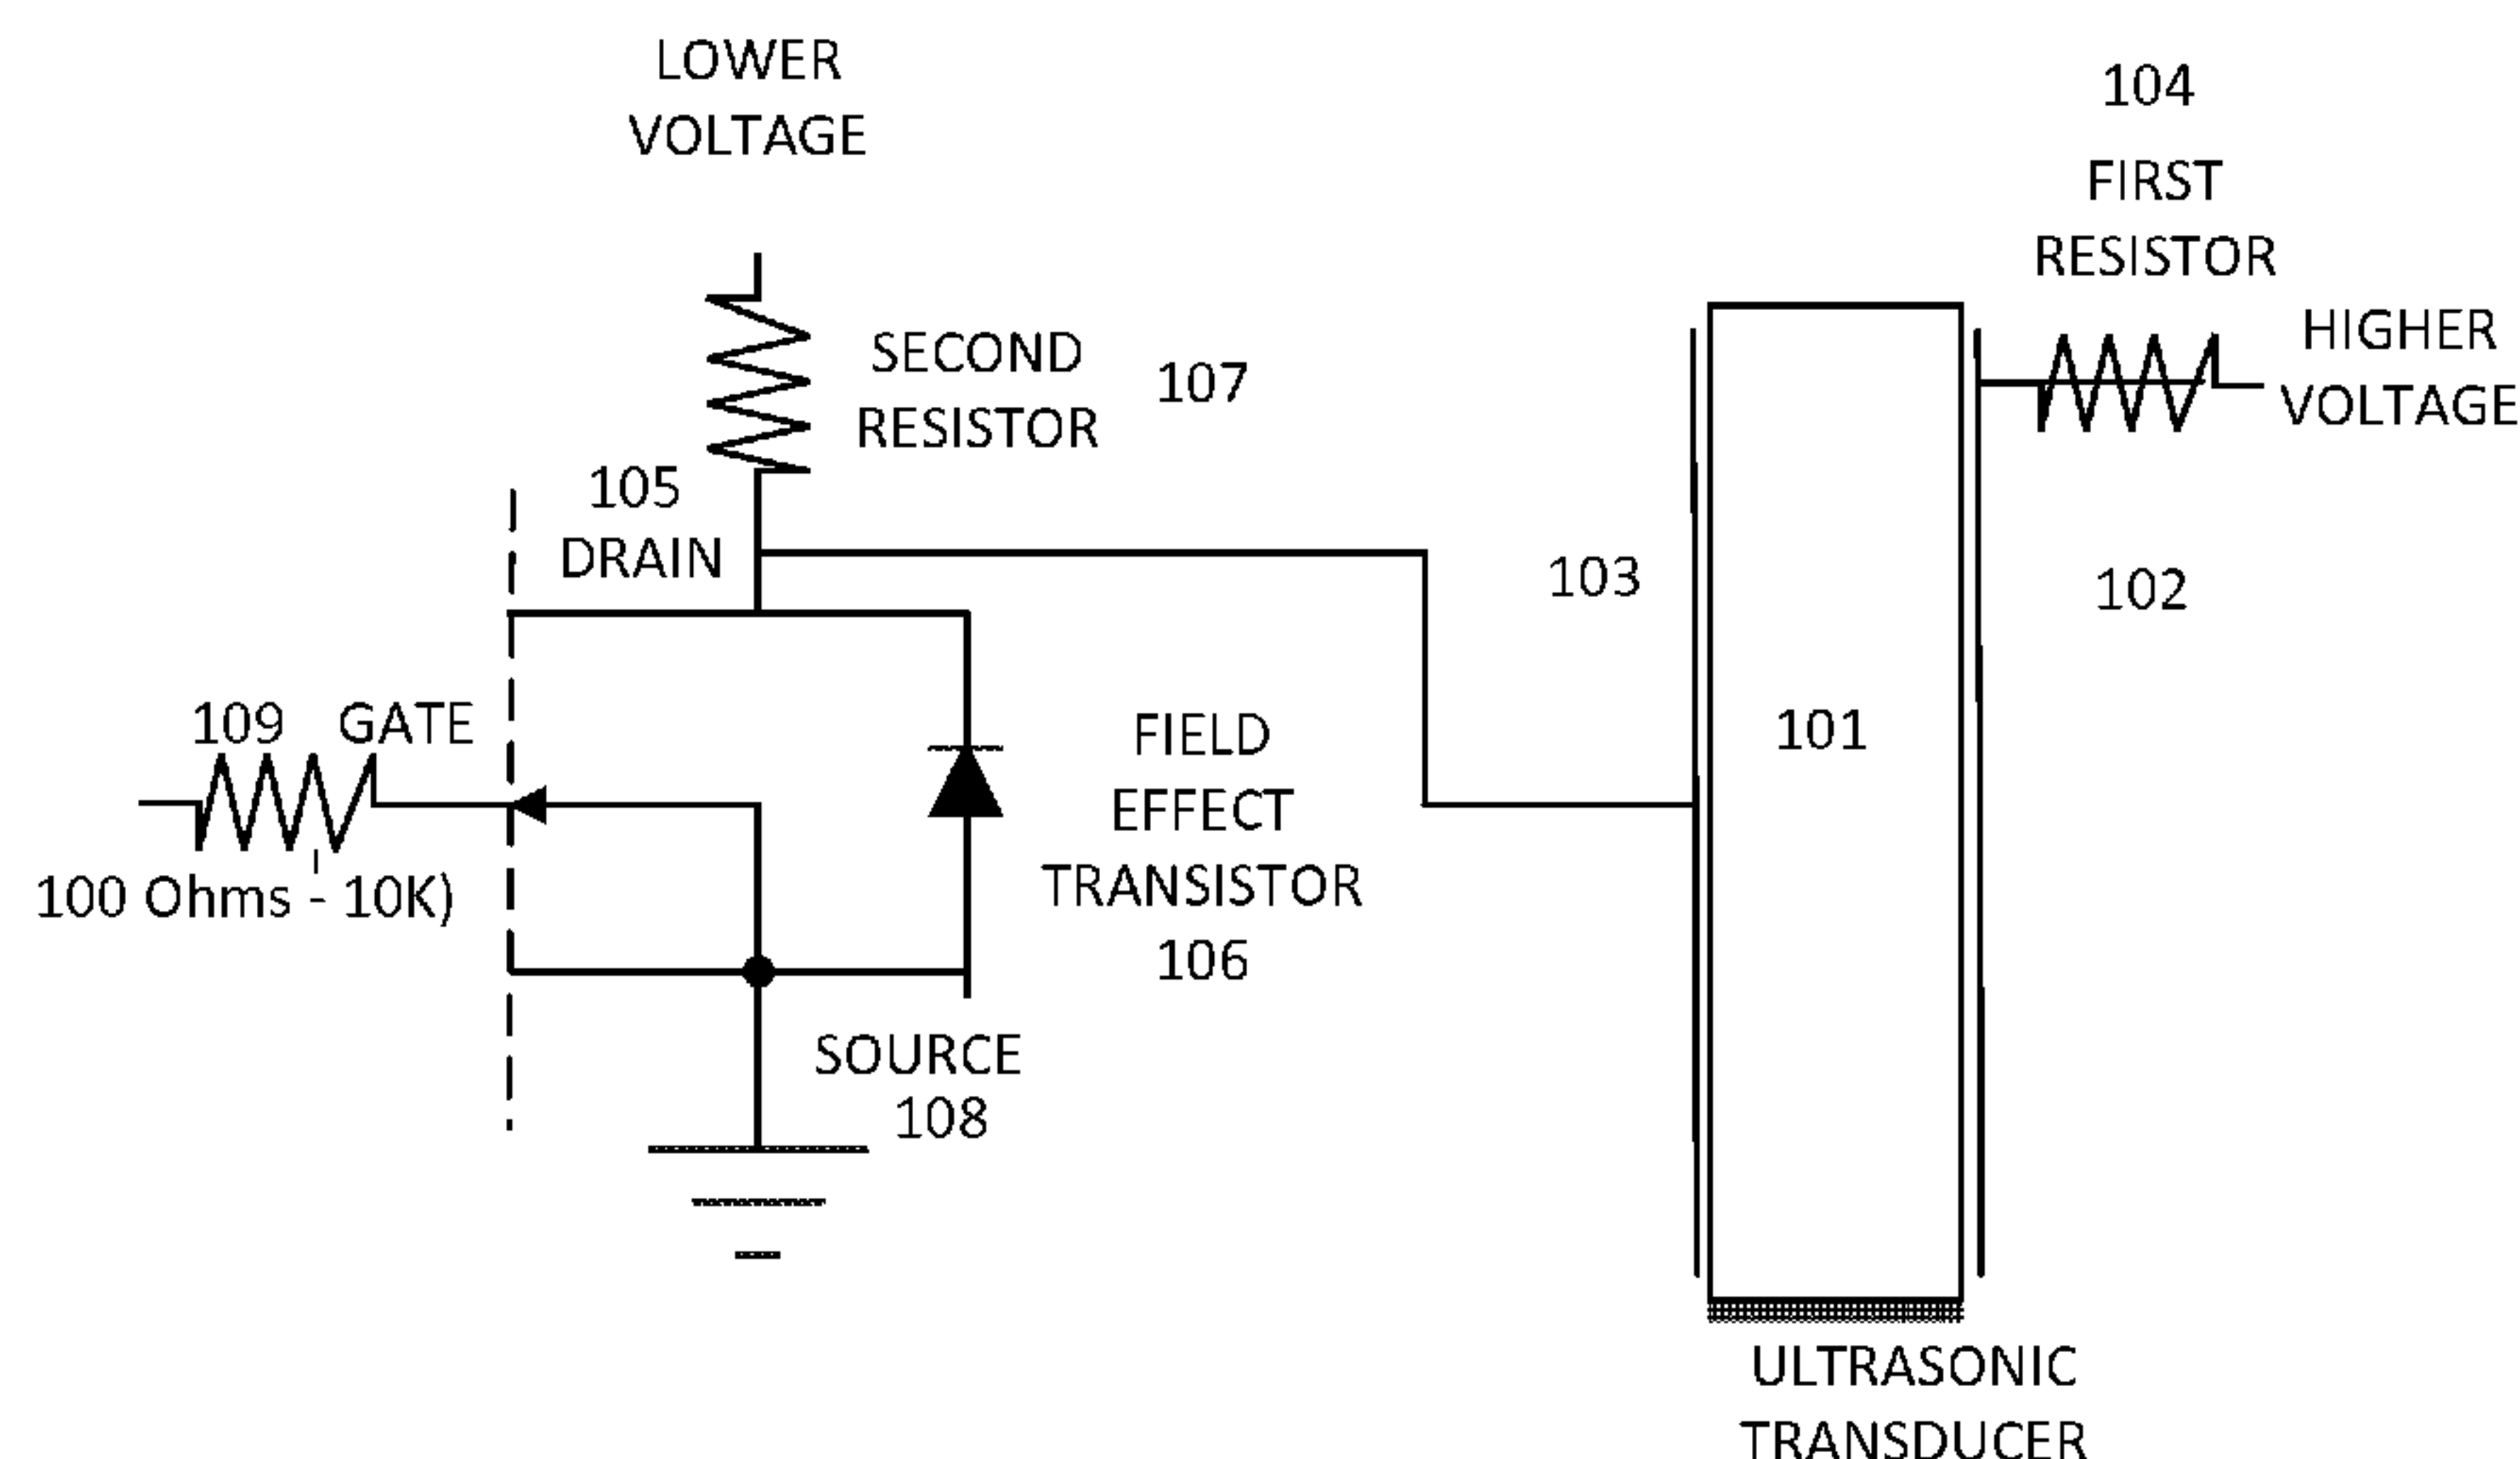 LOWER
VOLTAGE
104
FIRST
RESISTOR
HIGHER
VOLTAGE
SECOND
RESISTOR
107
105
DRAIN
103
102
109 GATE
101
FIELD
EFFECT
TRANSISTOR
106
100 Ohms - 10K)
SOURCE
108
ULTRASONIC
TRANSDUCER